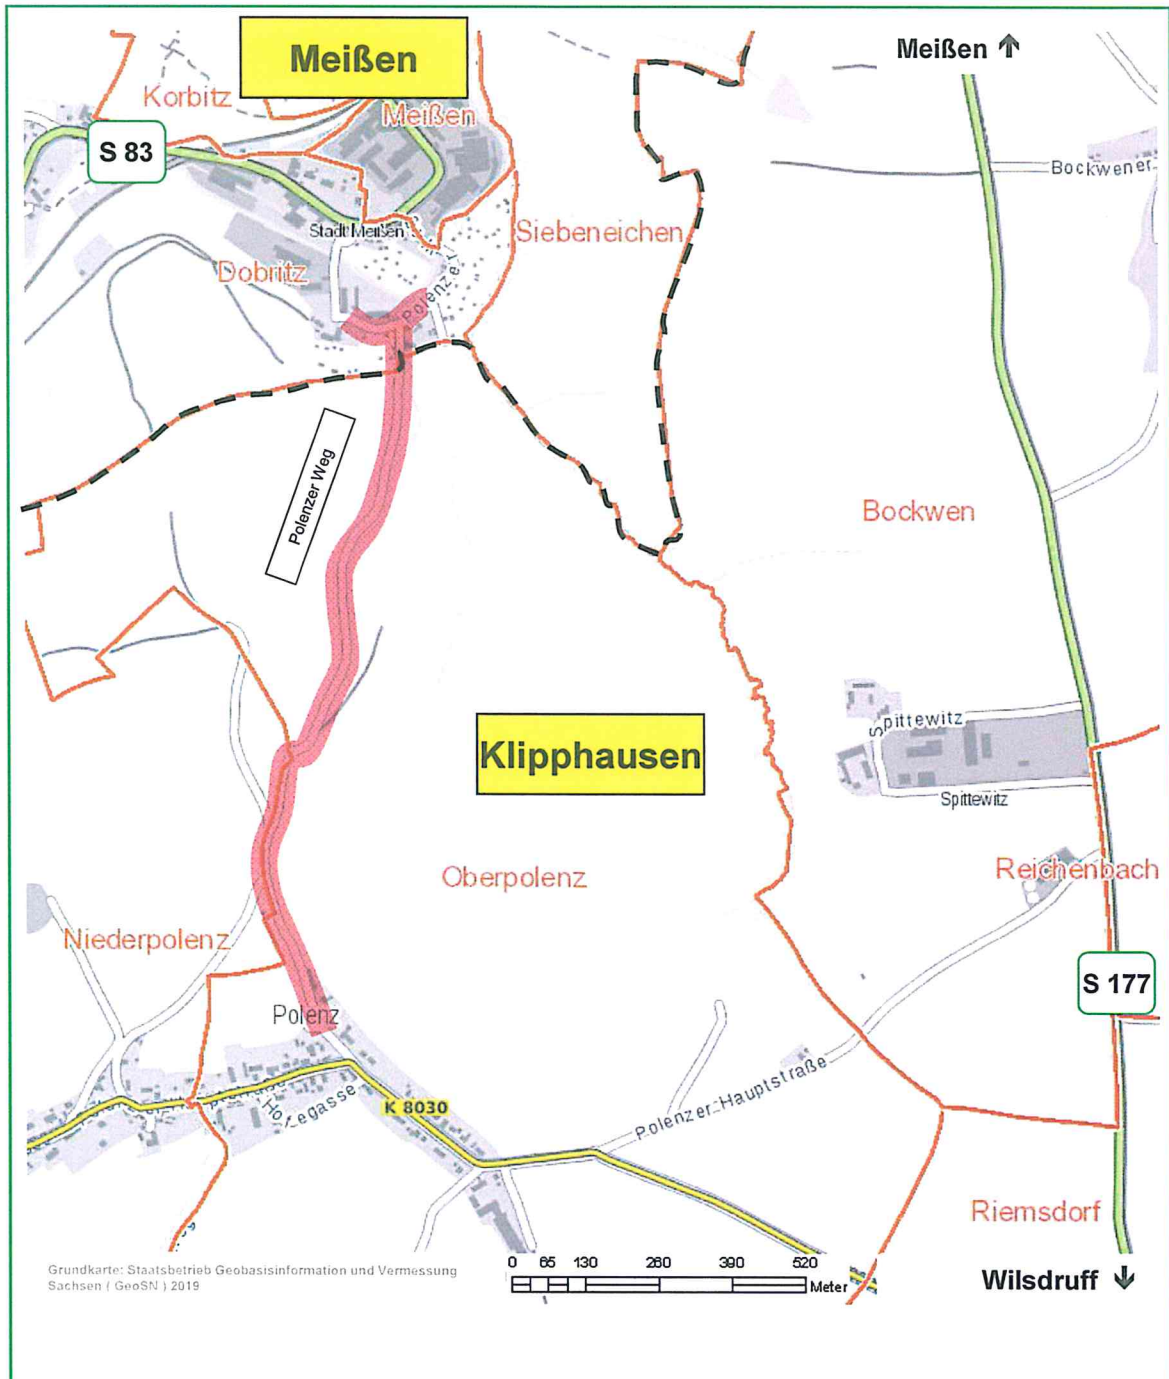 Meißen
Meißen ↑
Korbitz
Meißen
S 83
Bockwener
Stadt Meißen
Siebeneichen
Dobritz
Polenzer
Polenzer Weg
Bockwen
Spittewitz
Klipphausen
Spittewitz
Oberpolenz
Reichenbach
Niederpolenz
S 177
Polenz
K 8030
Polenzer Hauptstraße
Riemsdorf
Grundkarte: Staatsbetrieb Geobasisinformation und Vermessung
Sachsen ( GeoSN ) 2019
0 65 130 260 390 520
Meter
Wilsdruff ↓